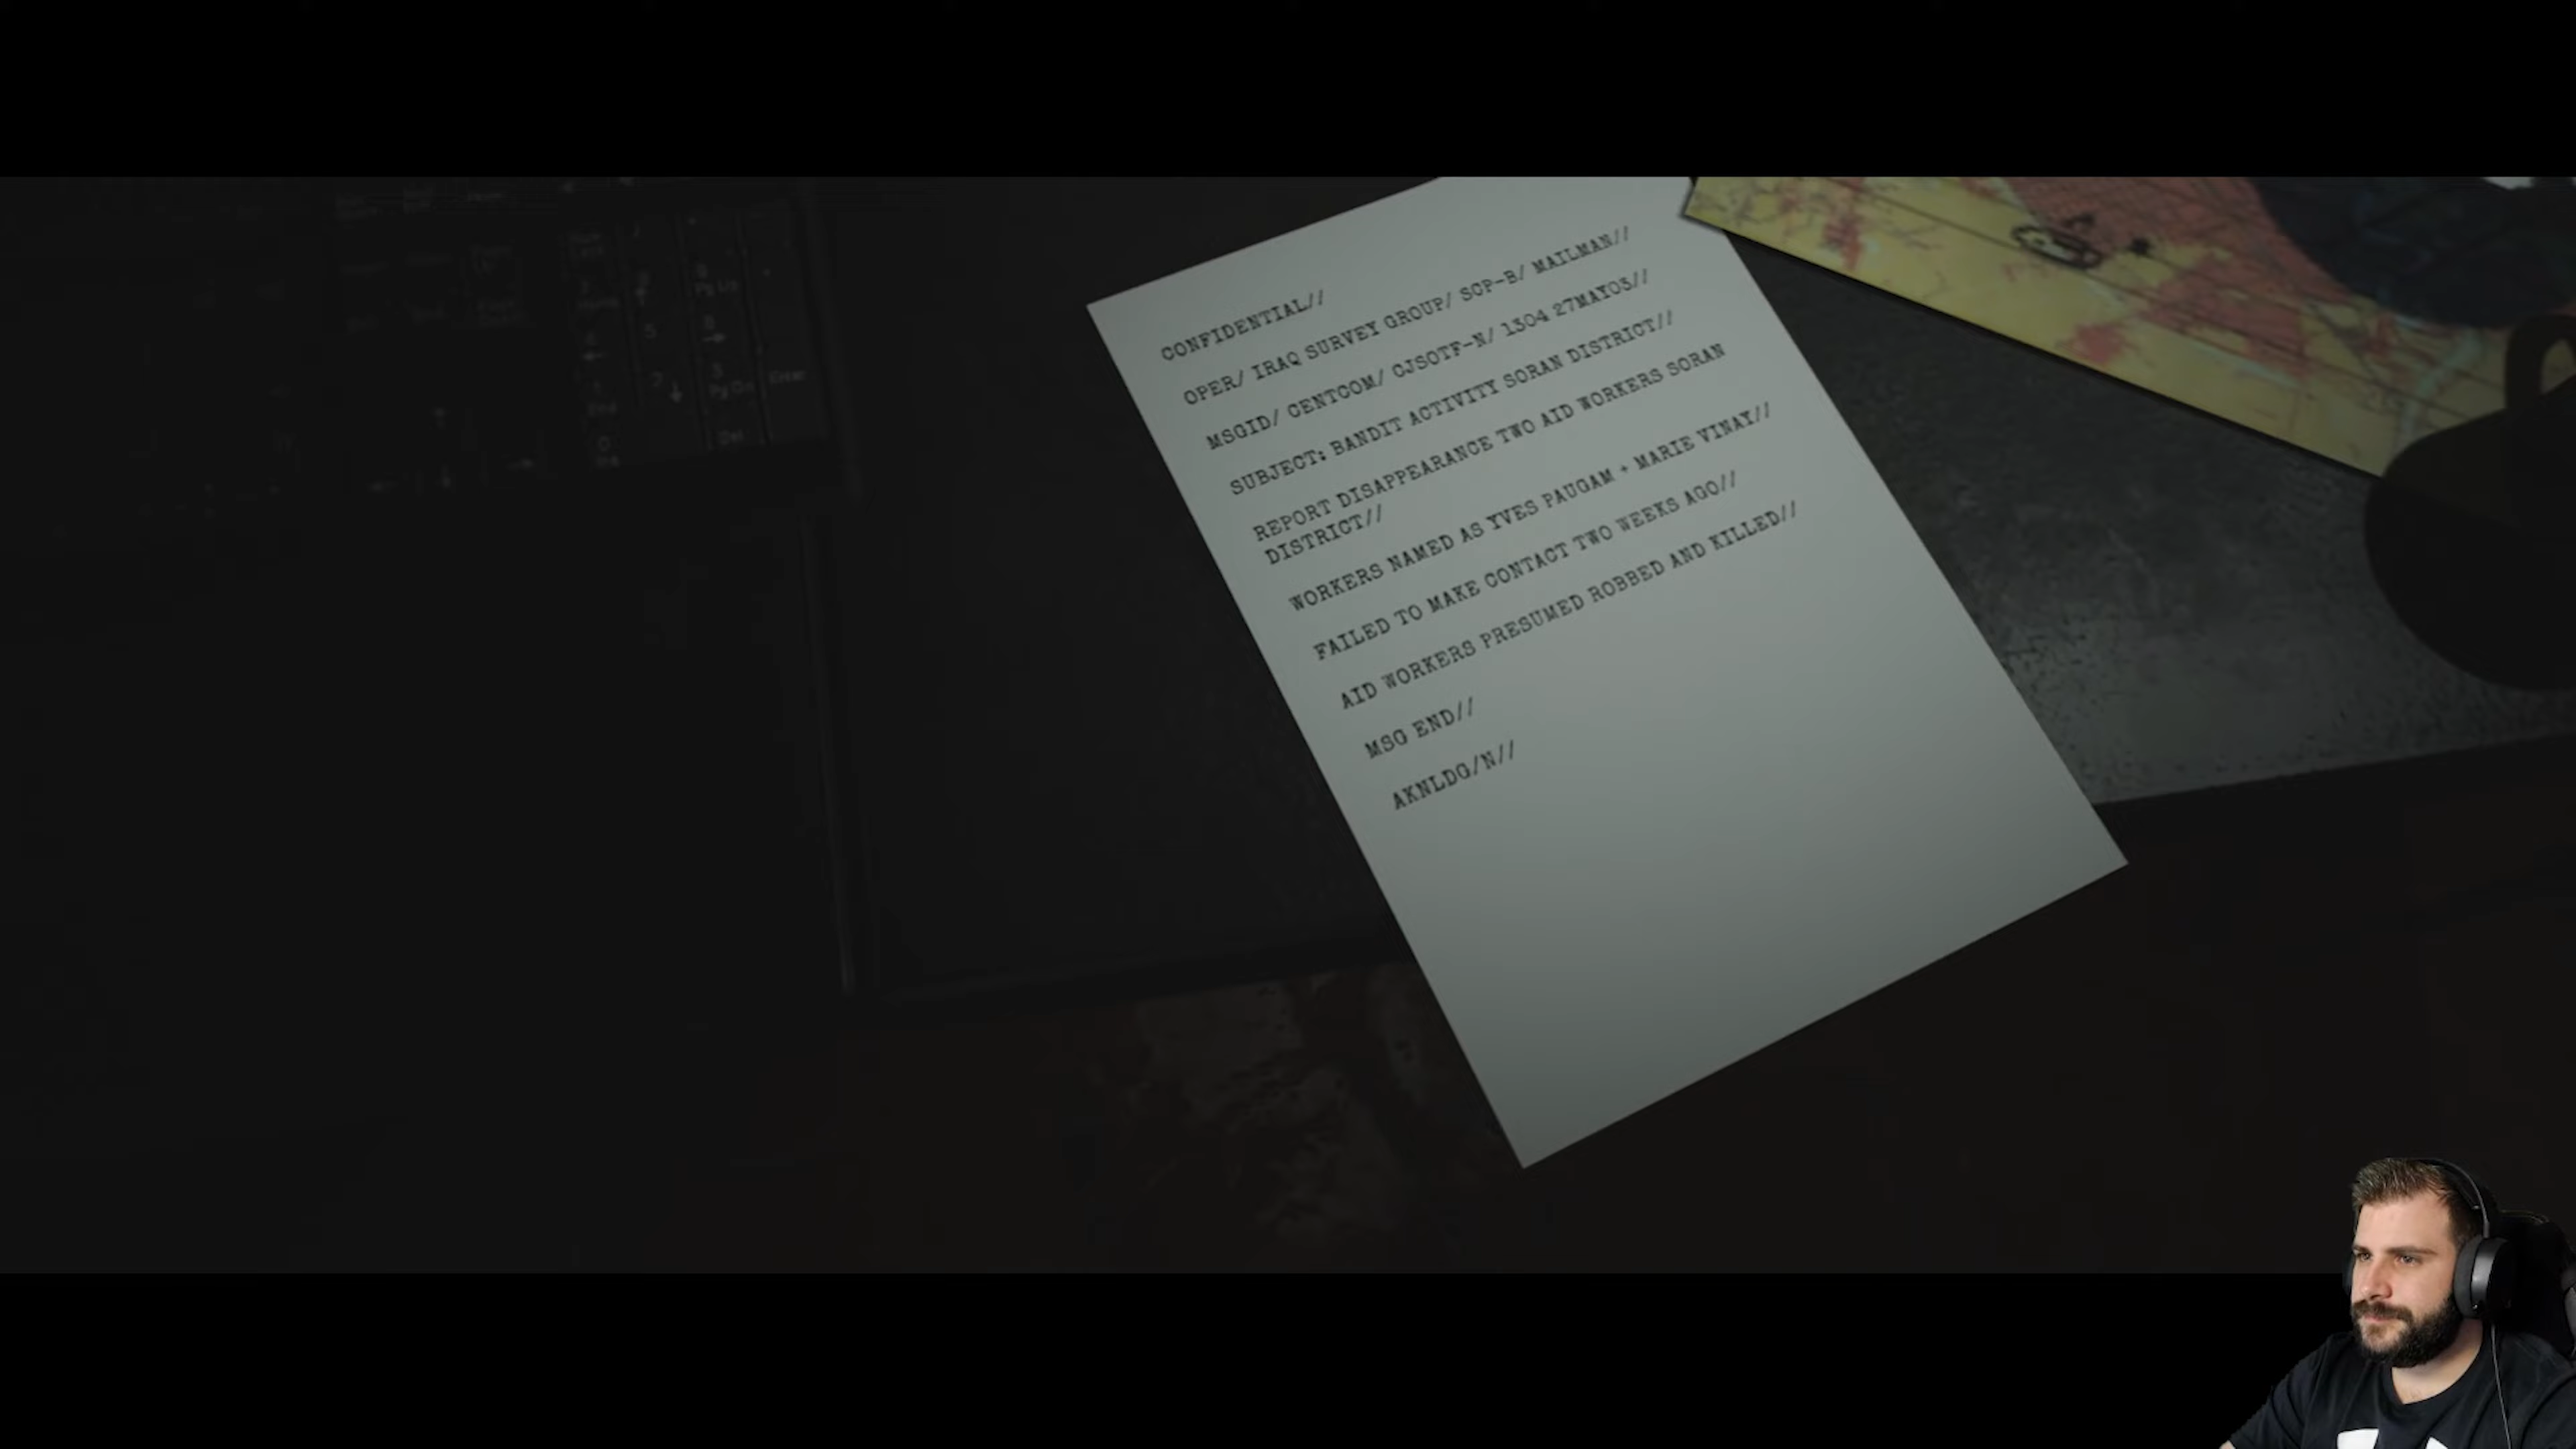 CONFIDENTIAL//
OPER/ IRAQ SURVEY GROUP/ SCP-B/ MAILMAN//
MSGID/ CENTCOM/ CJSOTF-N/ 1304 27MAY03//
SUBJECT: BANDIT ACTIVITY SORAN DISTRICT//
REPORT DISAPPEARANCE TWO AID WORKERS SORAN
DISTRICT//
WORKERS NAMED AS YVES PAUGAM + MARIE VINAY//
FAILED TO MAKE CONTACT TWO WEEKS AGO//
AID WORKERS PRESUMED ROBBED AND KILLED//
MSG END//
AKNLDG/N//